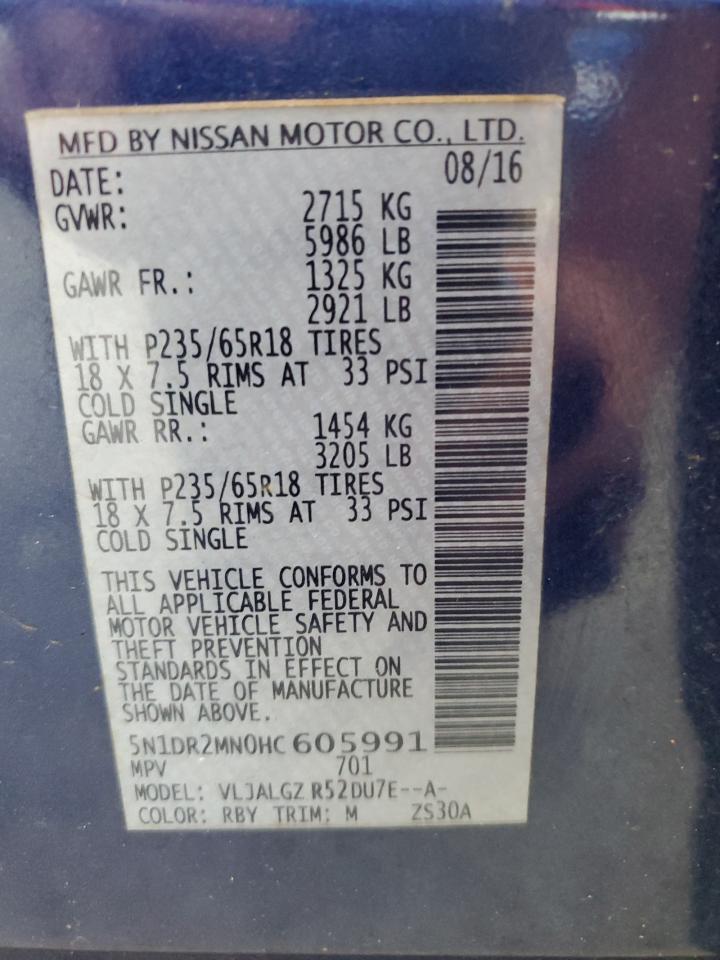 MFD BY NISSAN MOTOR CO., LTD.
DATE: 08/16
GVWR: 2715 KG
5986 LB
GAWR FR.: 1325 KG
2921 LB
WITH P235/65R18 TIRES
18 X 7.5 RIMS AT 33 PSI
COLD SINGLE
GAWR RR.: 1454 KG
3205 LB
WITH P235/65R18 TIRES
18 X 7.5 RIMS AT 33 PSI
COLD SINGLE
THIS VEHICLE CONFORMS TO
ALL APPLICABLE FEDERAL
MOTOR VEHICLE SAFETY AND
THEFT PREVENTION
STANDARDS IN EFFECT ON
THE DATE OF MANUFACTURE
SHOWN ABOVE.
5N1DR2MN0HC605991
MPV 701
MODEL: VLJALGZ R52DU7E--A-
COLOR: RBY TRIM: M ZS30A